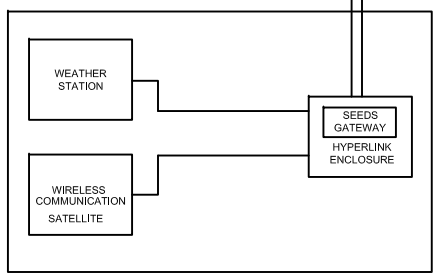 WEATHER
STATION
SEEDS
GATEWAY
HYPERLINK
ENCLOSURE
WIRELESS
COMMUNICATION
SATELLITE